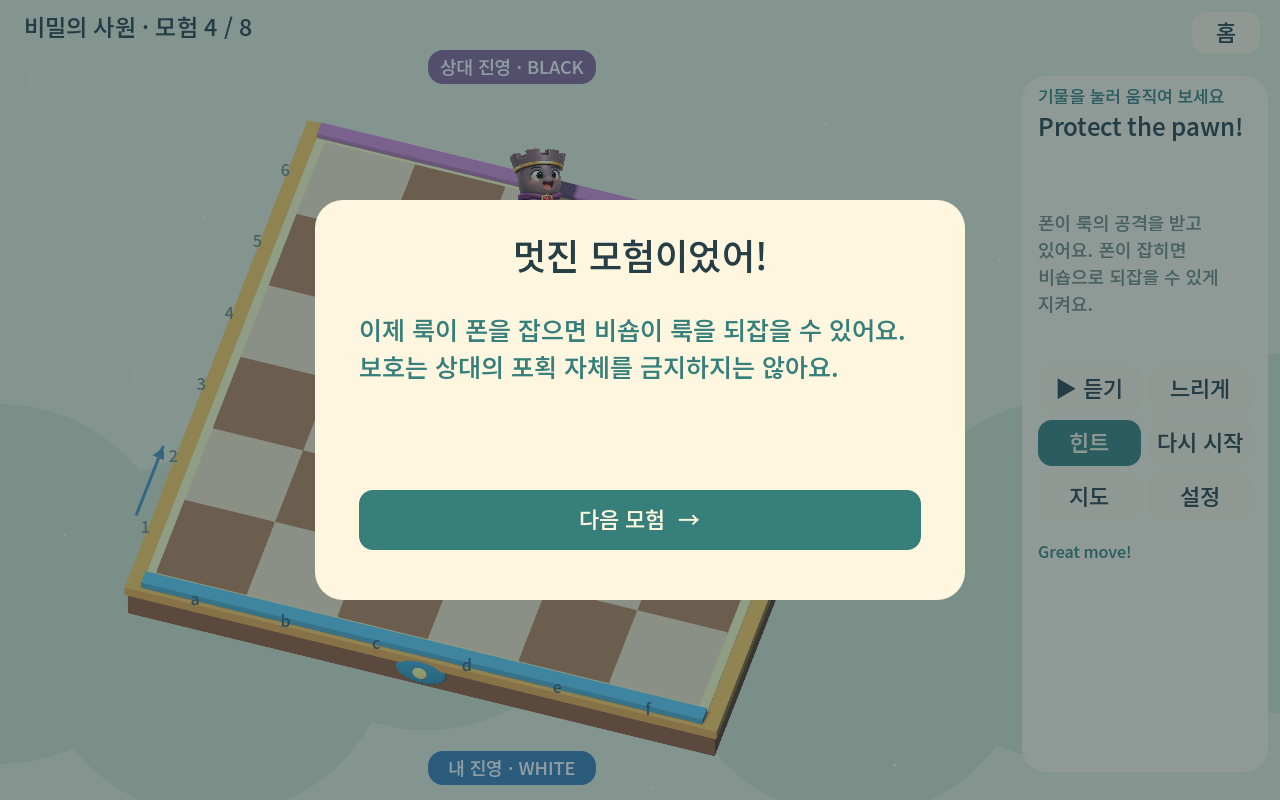 비밀의 사원 · 모험 4 / 8
홈
상대 진영 · BLACK
기물을 눌러 움직여 보세요
Protect the pawn!
폰이 룩의 공격을 받고
있어요. 폰이 잡히면
비숍으로 되잡을 수 있게
지켜요.
▶ 듣기
느리게
힌트
다시 시작
지도
설정
Great move!
멋진 모험이었어!
이제 룩이 폰을 잡으면 비숍이 룩을 되잡을 수 있어요.
보호는 상대의 포획 자체를 금지하지는 않아요.
다음 모험 →
6
5
4
3
2
1
a
b
c
d
e
f
내 진영 · WHITE